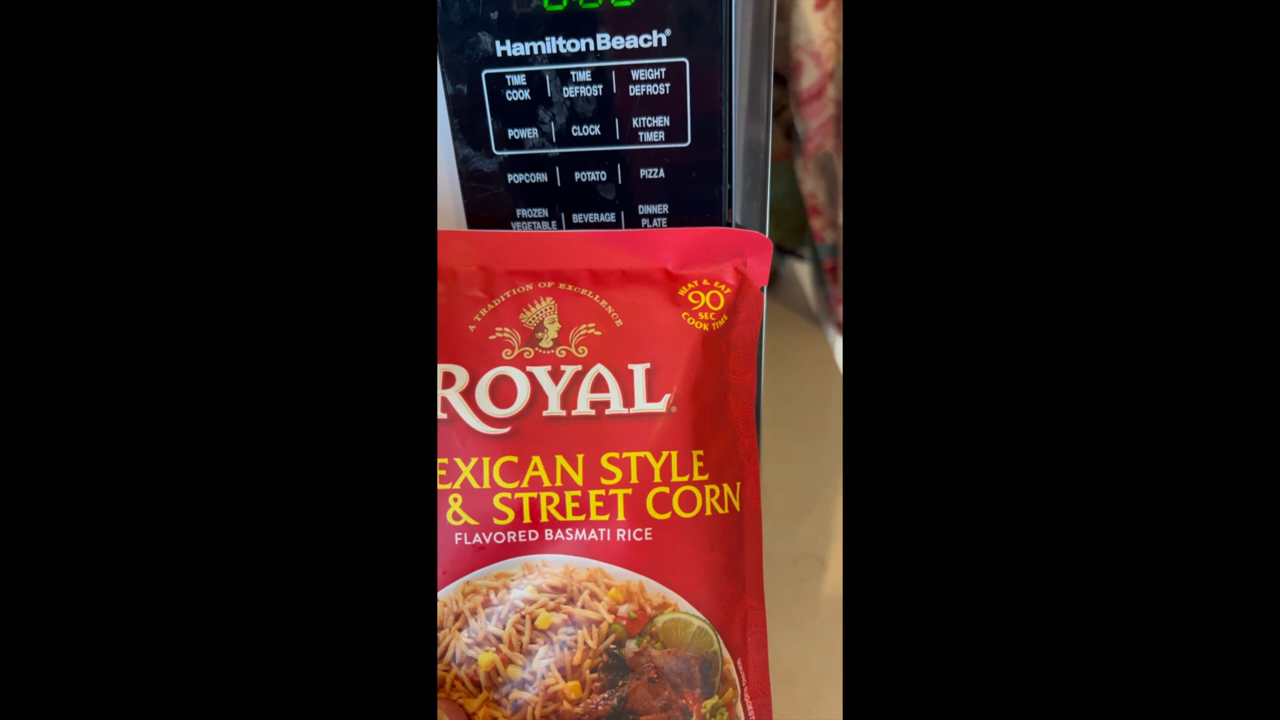 HamiltonBeach®
TIME COOK TIME DEFROST WEIGHT DEFROST
POWER CLOCK KITCHEN TIMER
POPCORN POTATO PIZZA
FROZEN VEGETABLE BEVERAGE DINNER PLATE
A TRADITION OF EXCELLENCE
HEAT & EAT
90
SEC
COOK TIME
ROYAL®
EXICAN STYLE
& STREET CORN
FLAVORED BASMATI RICE